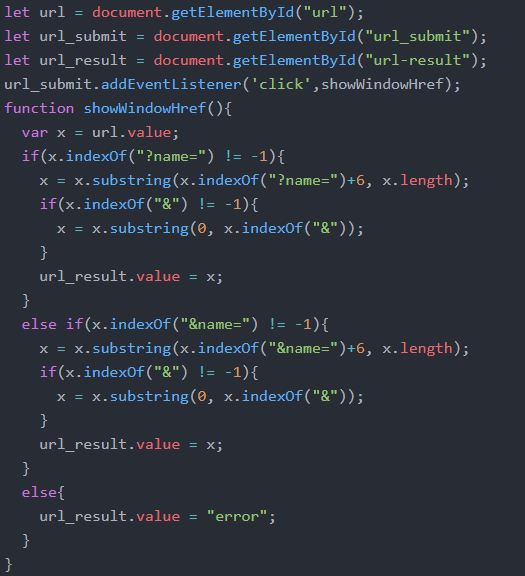 let url = document.getElementById("url");
let url_submit = document.getElementById("url_submit");
let url_result = document.getElementById("url-result");
url_submit.addEventListener('click',showWindowHref);
function showWindowHref(){
  var x = url.value;
  if(x.indexOf("?name=") != -1){
    x = x.substring(x.indexOf("?name=")+6, x.length);
    if(x.indexOf("&") != -1){
      x = x.substring(0, x.indexOf("&"));
    }
    url_result.value = x;
  }
  else if(x.indexOf("&name=") != -1){
    x = x.substring(x.indexOf("&name=")+6, x.length);
    if(x.indexOf("&") != -1){
      x = x.substring(0, x.indexOf("&"));
    }
    url_result.value = x;
  }
  else{
    url_result.value = "error";
  }
}